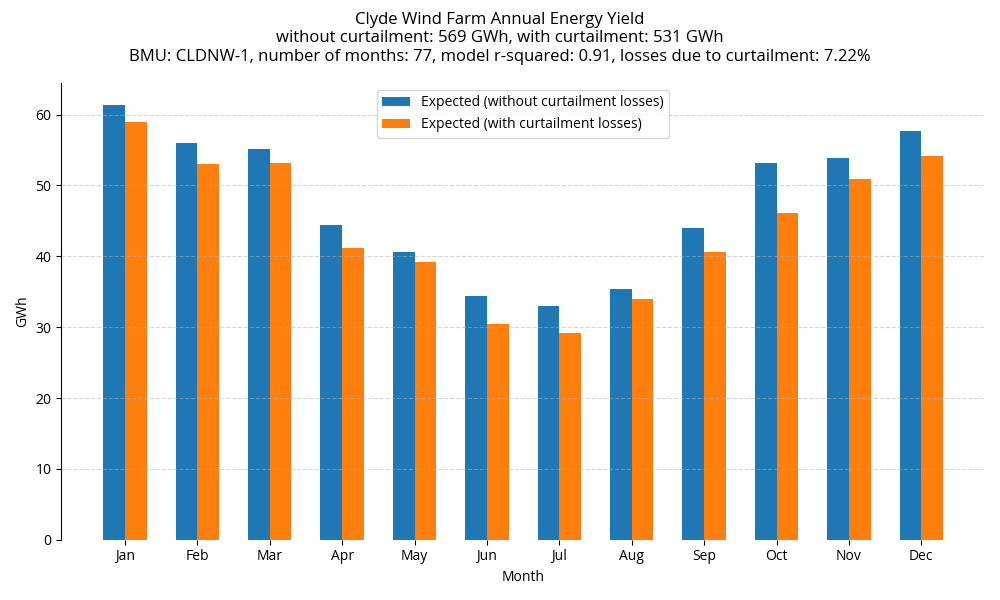 Clyde Wind Farm Annual Energy Yield
without curtailment: 569 GWh, with curtailment: 531 GWh
BMU: CLDNW-1, number of months: 77, model r-squared: 0.91, losses due to curtailment: 7.22%
Expected (without curtailment losses)
Expected (with curtailment losses)
60
50
40
30
20
10
0
GWh
Jan Feb Mar Apr May Jun Jul Aug Sep Oct Nov Dec
Month